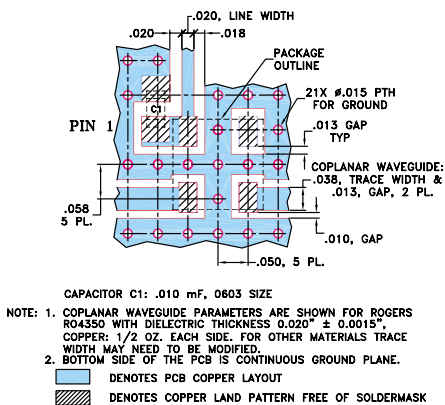 .020, LINE WIDTH
.020
.018
PACKAGE
OUTLINE
21X ø.015 PTH
FOR GROUND
C1
PIN 1
.013 GAP
TYP
COPLANAR WAVEGUIDE:
.038, TRACE WIDTH &
.013, GAP, 2 PL.
.058
5 PL.
.010, GAP
.050, 5 PL.
CAPACITOR C1: .010 mF, 0603 SIZE
NOTE: 1. COPLANAR WAVEGUIDE PARAMETERS ARE SHOWN FOR ROGERS
RO4350 WITH DIELECTRIC THICKNESS 0.020" ± 0.0015",
COPPER: 1/2 OZ. EACH SIDE. FOR OTHER MATERIALS TRACE
WIDTH MAY NEED TO BE MODIFIED.
2. BOTTOM SIDE OF THE PCB IS CONTINUOUS GROUND PLANE.
DENOTES PCB COPPER LAYOUT
DENOTES COPPER LAND PATTERN FREE OF SOLDERMASK